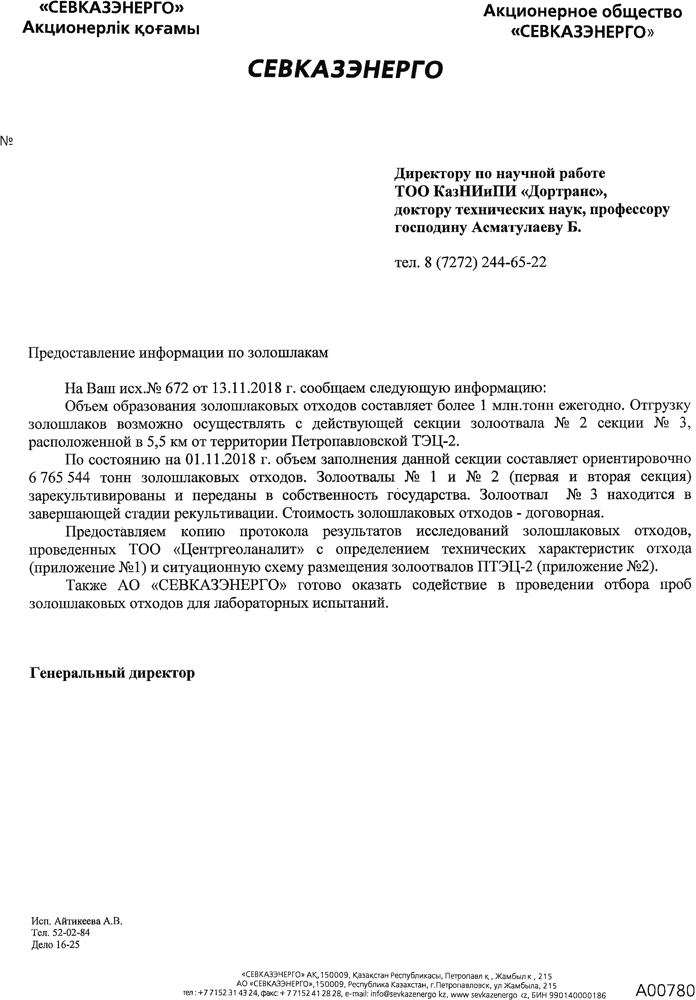 «СЕВКАЗЭНЕРГО»
Акционерлік қоғамы
Акционерное общество
«СЕВКАЗЭНЕРГО»
СЕВКАЗЭНЕРГО
№
Директору по научной работе
ТОО КазНИиПИ «Дортранс»,
доктору технических наук, профессору
господину Асматулаеву Б.
тел. 8 (7272) 244-65-22
Предоставление информации по золошлакам
На Ваш исх.№ 672 от 13.11.2018 г. сообщаем следующую информацию:
Объем образования золошлаковых отходов составляет более 1 млн.тонн ежегодно. Отгрузку
золошлаков возможно осуществлять с действующей секции золоотвала № 2 секции № 3,
расположенной в 5,5 км от территории Петропавловской ТЭЦ-2.
По состоянию на 01.11.2018 г. объем заполнения данной секции составляет ориентировочно
6 765 544 тонн золошлаковых отходов. Золоотвалы № 1 и № 2 (первая и вторая секция)
зарекультивированы и переданы в собственность государства. Золоотвал № 3 находится в
завершающей стадии рекультивации. Стоимость золошлаковых отходов - договорная.
Предоставляем копию протокола результатов исследований золошлаковых отходов,
проведенных ТОО «Центргеоланалит» с определением технических характеристик отхода
(приложение №1) и ситуационную схему размещения золоотвалов ПТЭЦ-2 (приложение №2).
Также АО «СЕВКАЗЭНЕРГО» готово оказать содействие в проведении отбора проб
золошлаковых отходов для лабораторных испытаний.
Генеральный директор
Исп. Айтикеева А.В.
Тел. 52-02-84
Дело 16-25
«СЕВКАЗЭНЕРГО» АҚ, 150009, Қазақстан Республикасы, Петропавл қ , Жамбыл к , 215
АО «СЕВКАЗЭНЕРГО», 150009, Республика Казахстан, г.Петропавловск, ул Жамбыла, 215
тел : +7 7152 31 43 24, факс: + 7 7152 41 28 28, e-mail: info@sevkazenergo kz, www sevkazenergo kz, БИН 990140000186
А00780